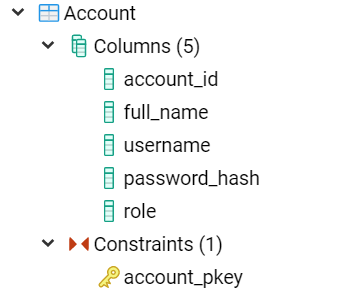 Account
Columns (5)
account_id
full_name
username
password_hash
role
Constraints (1)
account_pkey